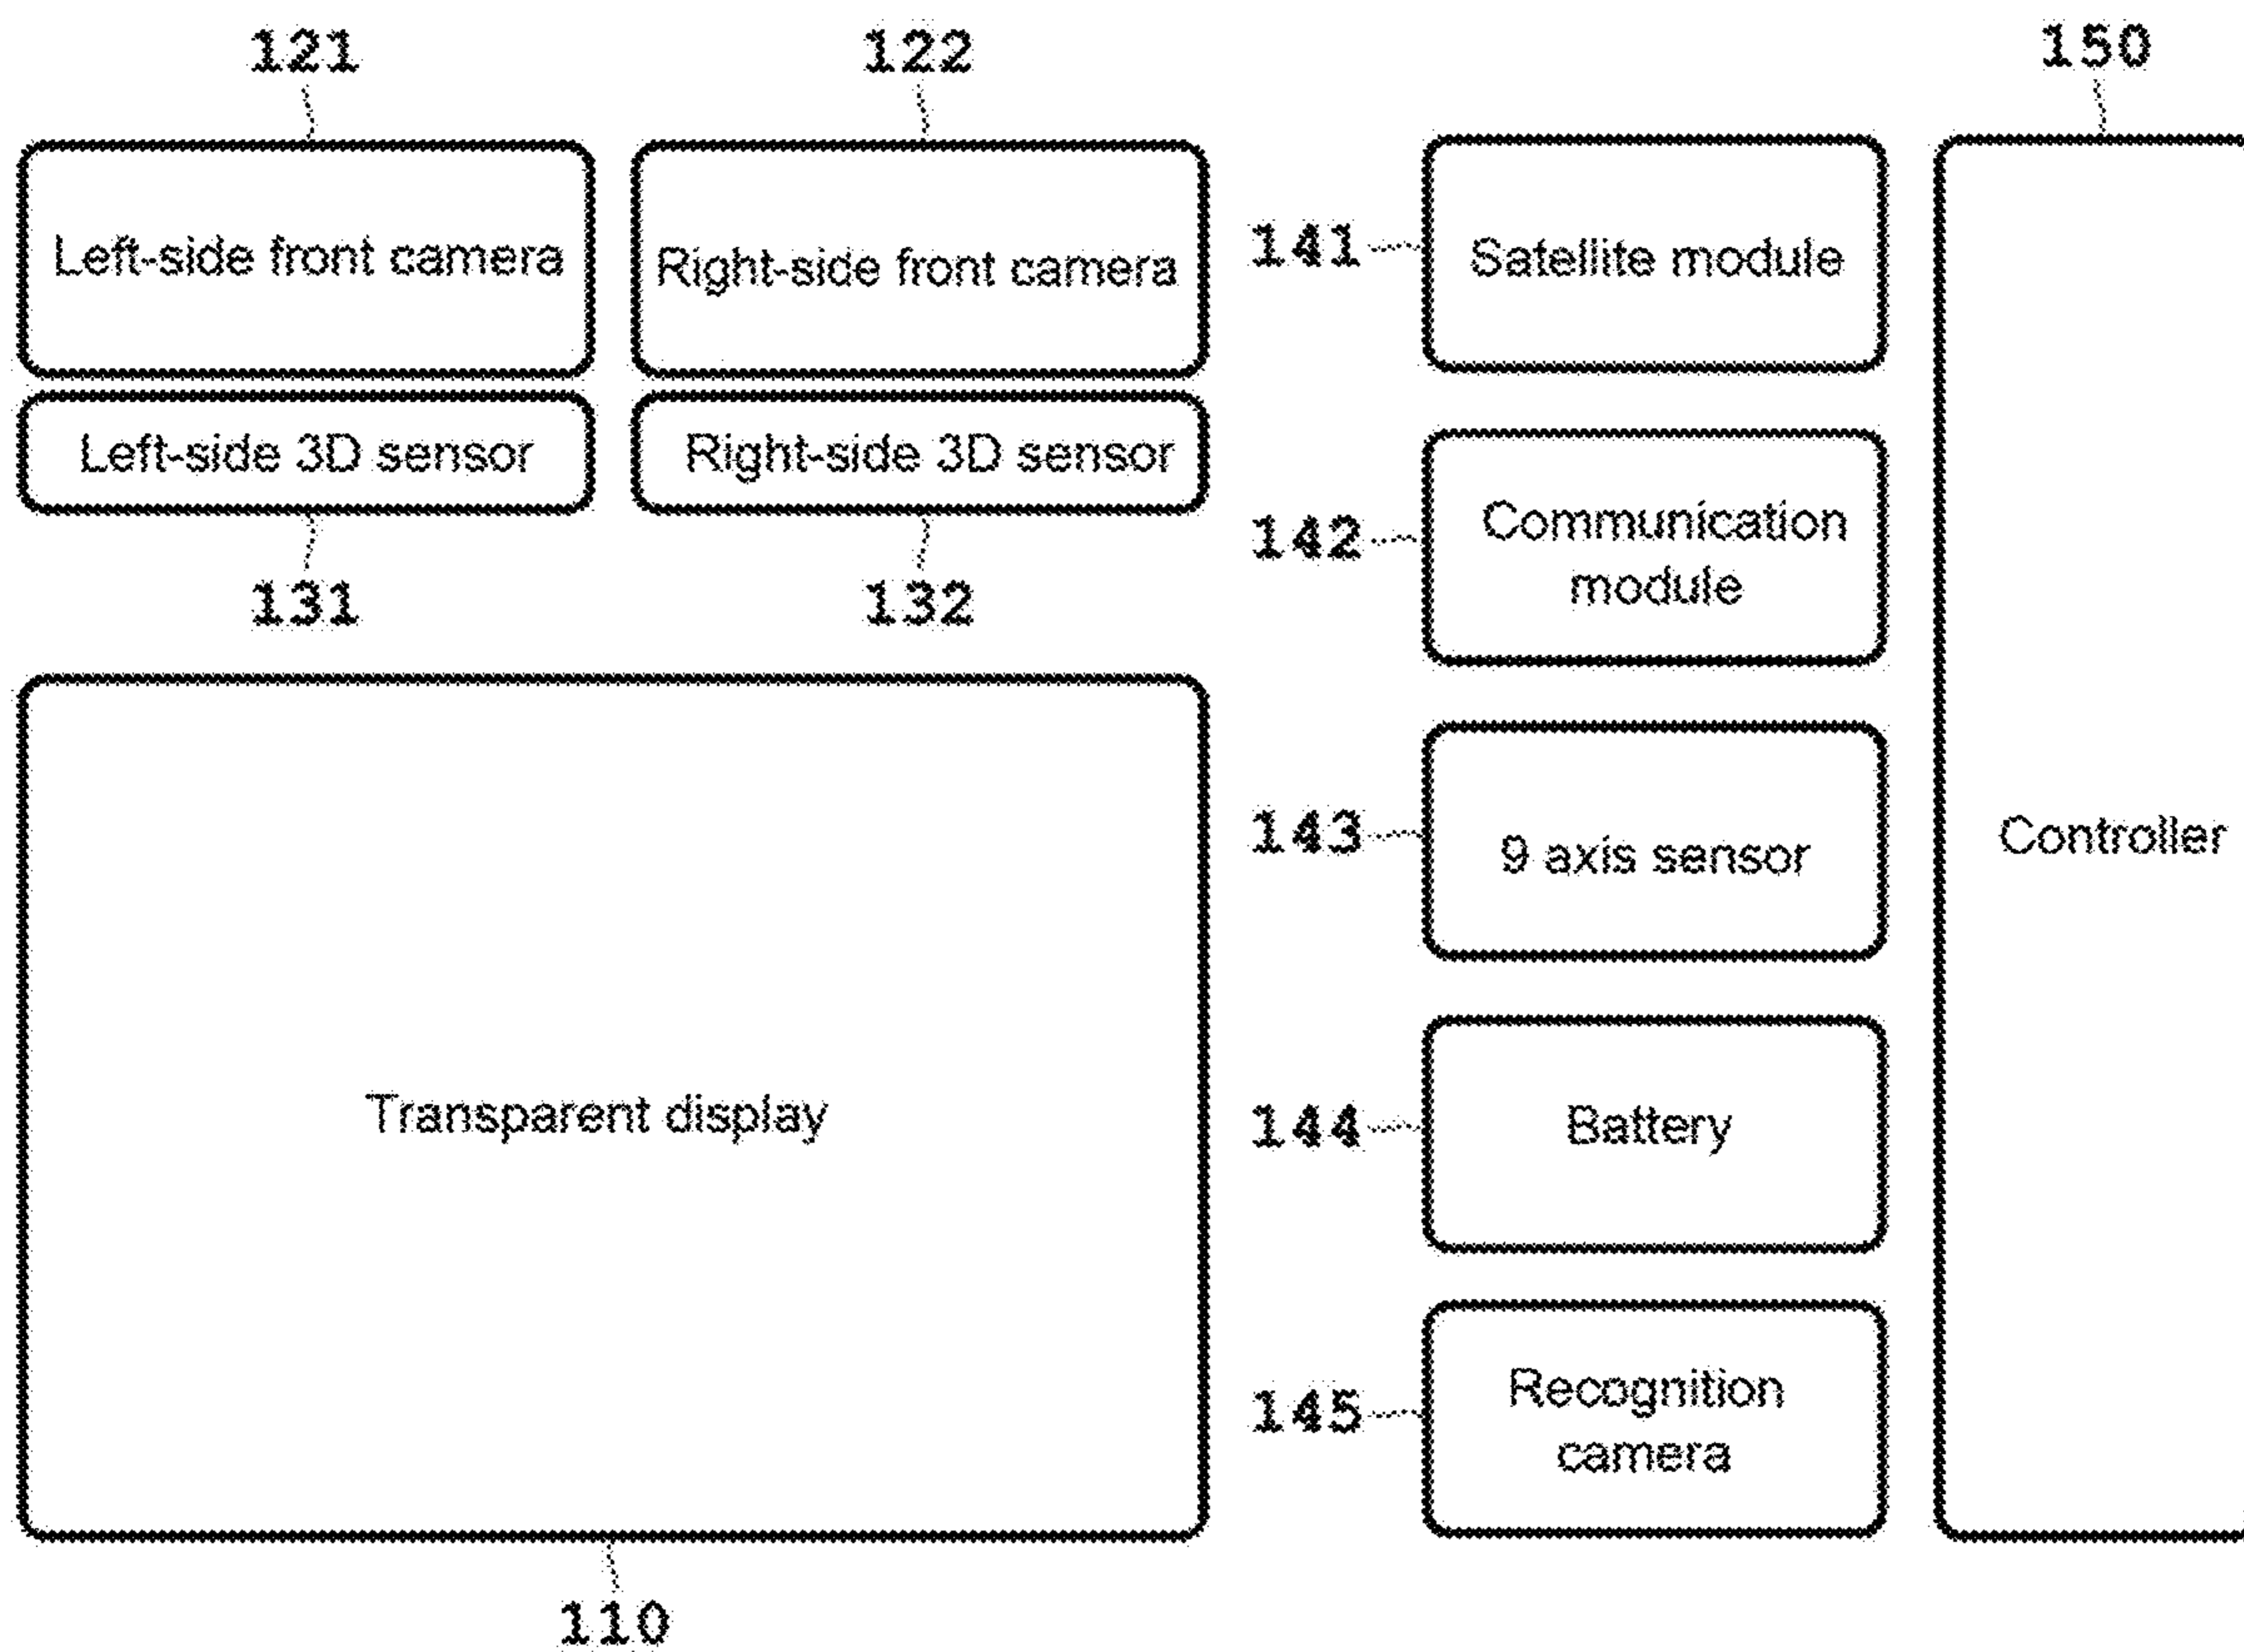 121
122
150
Left-side front camera
Right-side front camera
141
Satellite module
Left-side 3D sensor
Right-side 3D sensor
131
132
142
Communication
module
143
9 axis sensor
Controller
Transparent display
144
Battery
145
Recognition
camera
110